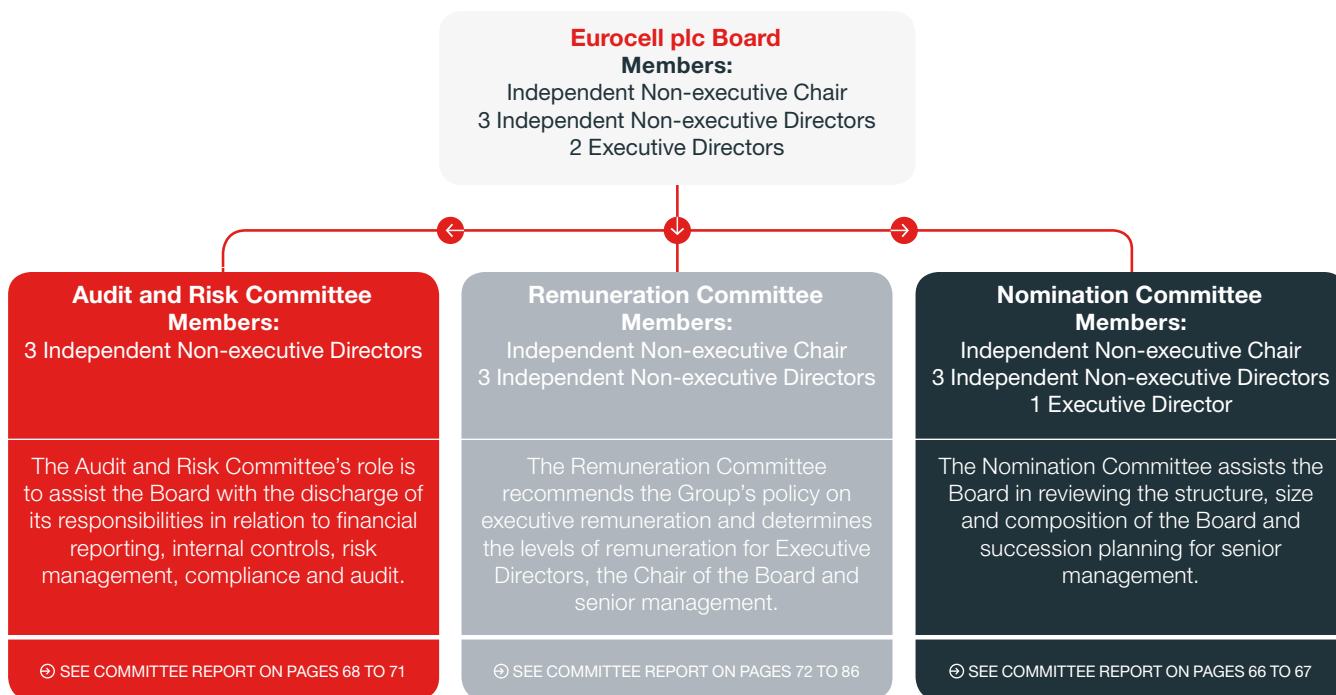 Eurocell plc Board
Members:
Independent Non-executive Chair
3 Independent Non-executive Directors
2 Executive Directors
Audit and Risk Committee
Members:
3 Independent Non-executive Directors
The Audit and Risk Committee’s role is
to assist the Board with the discharge of
its responsibilities in relation to financial
reporting, internal controls, risk
management, compliance and audit.
SEE COMMITTEE REPORT ON PAGES 68 TO 71
Remuneration Committee
Members:
Independent Non-executive Chair
3 Independent Non-executive Directors
The Remuneration Committee
recommends the Group’s policy on
executive remuneration and determines
the levels of remuneration for Executive
Directors, the Chair of the Board and
senior management.
SEE COMMITTEE REPORT ON PAGES 72 TO 86
Nomination Committee
Members:
Independent Non-executive Chair
3 Independent Non-executive Directors
1 Executive Director
The Nomination Committee assists the
Board in reviewing the structure, size
and composition of the Board and
succession planning for senior
management.
SEE COMMITTEE REPORT ON PAGES 66 TO 67